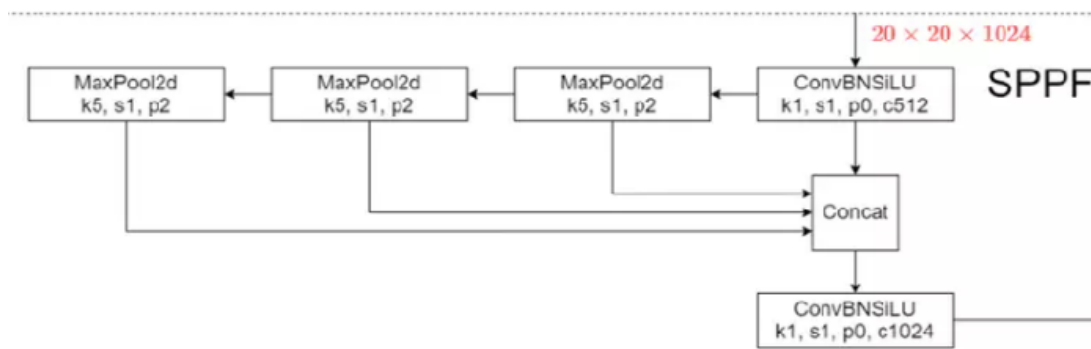 20 × 20 × 1024
MaxPool2d
k5, s1, p2
MaxPool2d
k5, s1, p2
MaxPool2d
k5, s1, p2
ConvBNSiLU
k1, s1, p0, c512
SPPF
Concat
ConvBNSiLU
k1, s1, p0, c1024